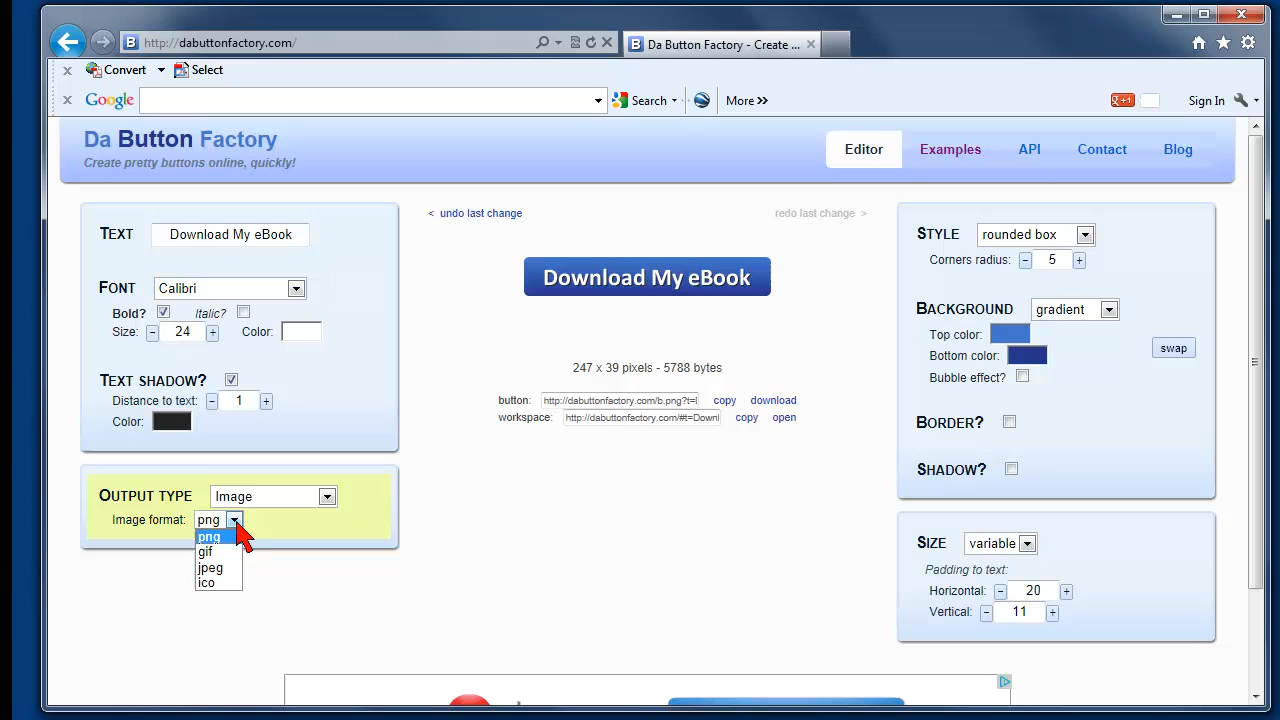 http://dabuttonfactory.com/
Da Button Factory - Create ...
Convert
Select
Google
Search
More »
g +1
Sign In
Da Button Factory
Create pretty buttons online, quickly!
Editor
Examples
API
Contact
Blog
TEXT
Download My eBook
FONT
Calibri
Bold?
Italic?
Size:
-
24
+
Color:
TEXT SHADOW?
Distance to text:
-
1
+
Color:
OUTPUT TYPE
Image
Image format:
png
png
gif
jpeg
ico
< undo last change
redo last change >
Download My eBook
247 x 39 pixels - 5788 bytes
button:
http://dabuttonfactory.com/b.png?t=
copy
download
workspace:
http://dabuttonfactory.com/#t=Downl
copy
open
STYLE
rounded box
Corners radius:
-
5
+
BACKGROUND
gradient
Top color:
Bottom color:
swap
Bubble effect?
BORDER?
SHADOW?
SIZE
variable
Padding to text:
Horizontal:
-
20
+
Vertical:
-
11
+